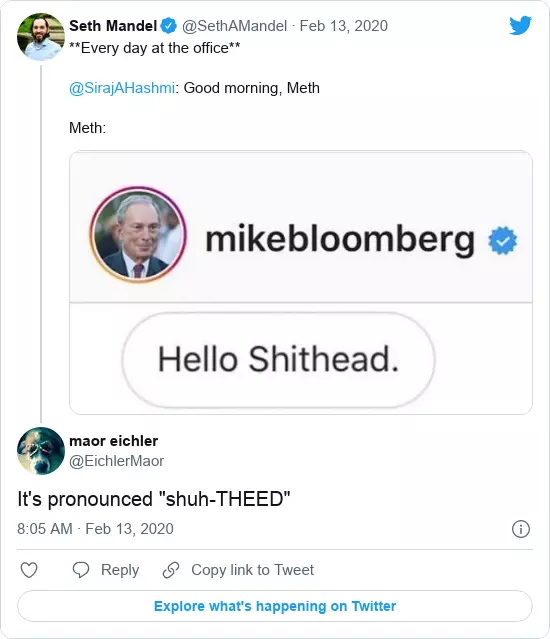 Seth Mandel @SethAMandel · Feb 13, 2020
**Every day at the office**
@SirajAHashmi: Good morning, Meth
Meth:
mikebloomberg
Hello Shithead.
maor eichler
@EichlerMaor
It's pronounced "shuh-THEED"
8:05 AM · Feb 13, 2020
Reply
Copy link to Tweet
Explore what's happening on Twitter